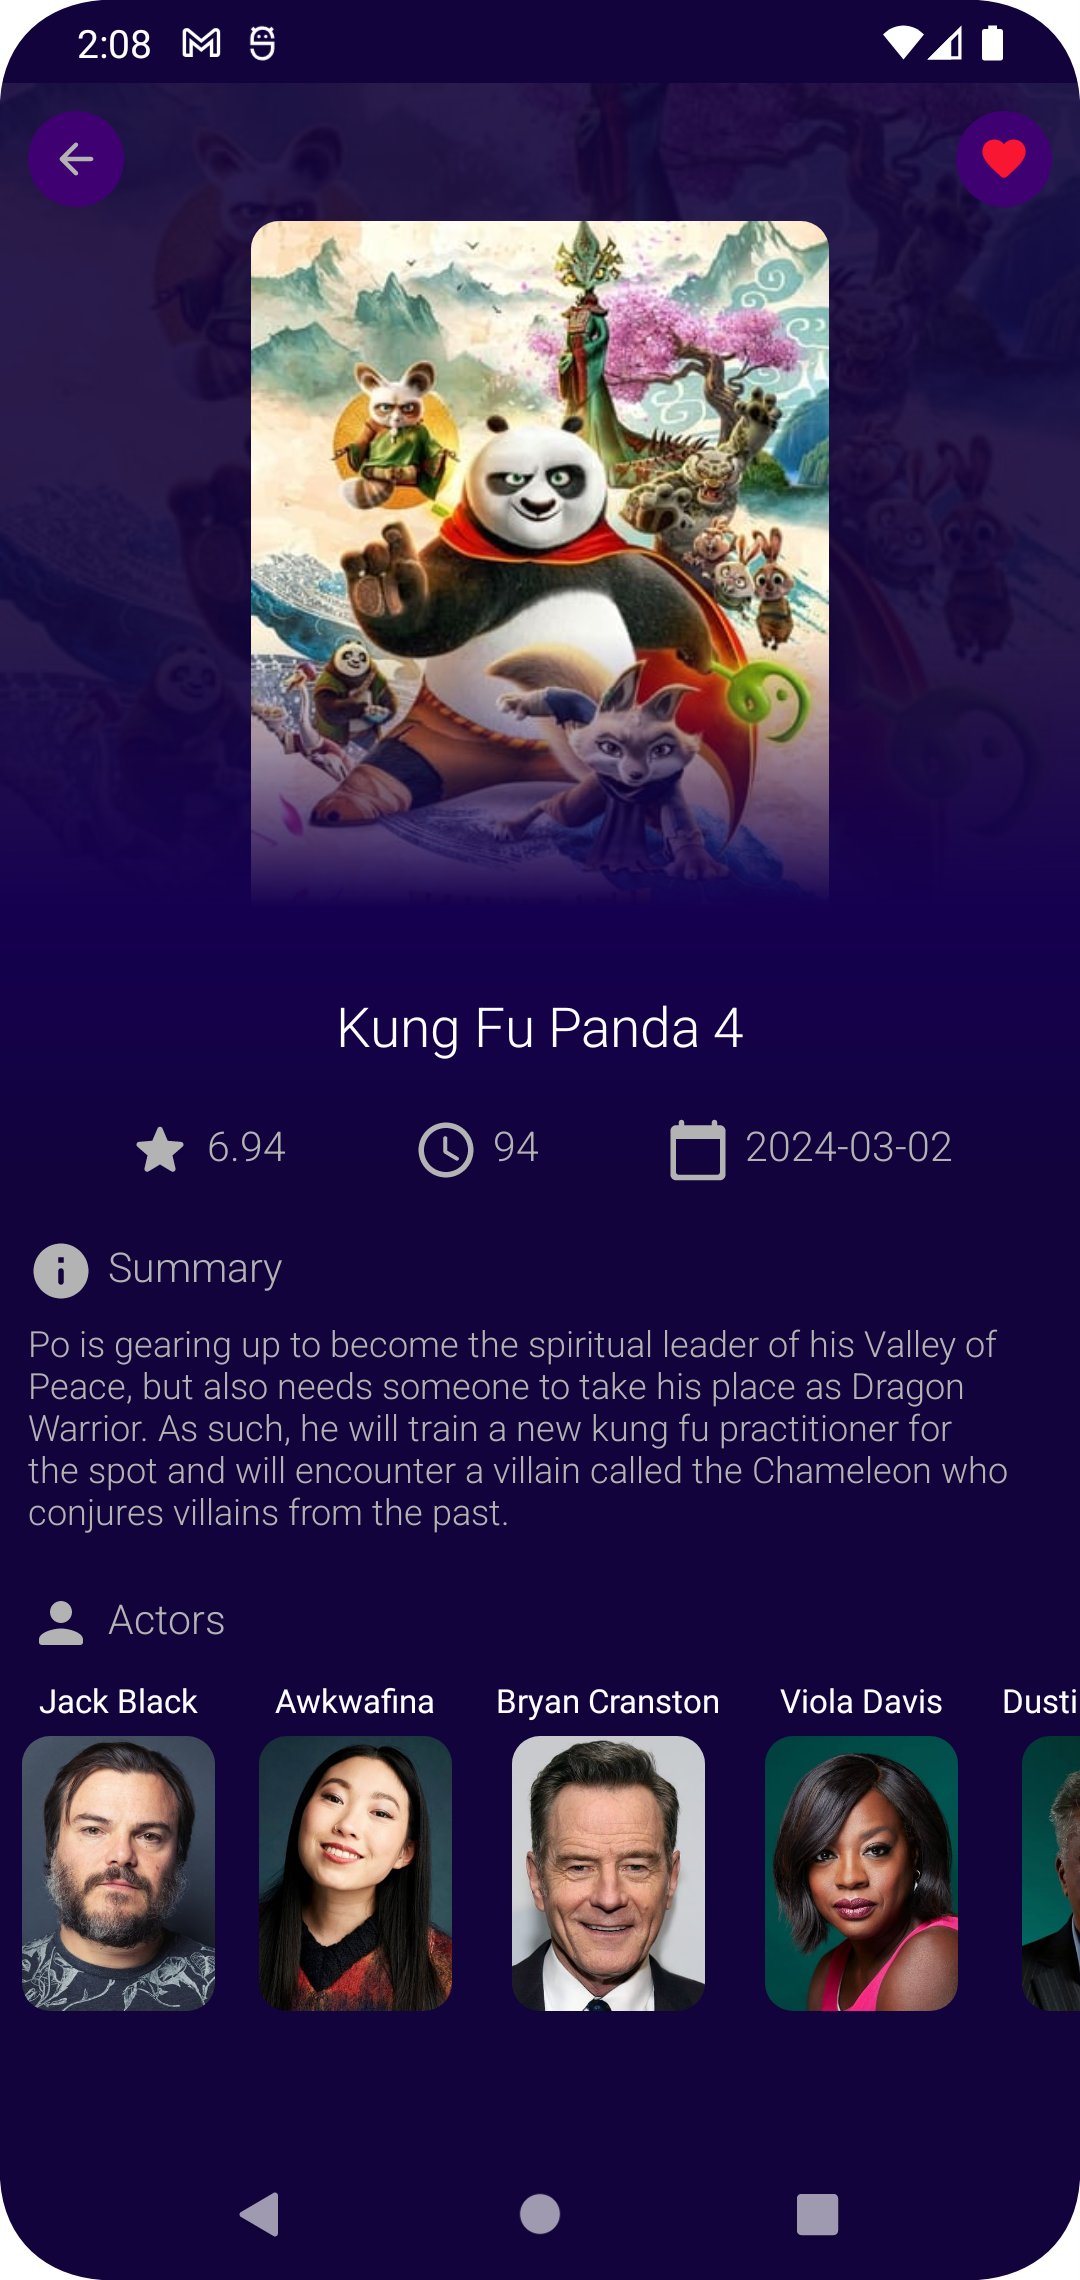 2:08
Kung Fu Panda 4
6.94
94
2024-03-02
Summary
Po is gearing up to become the spiritual leader of his Valley of
Peace, but also needs someone to take his place as Dragon
Warrior. As such, he will train a new kung fu practitioner for
the spot and will encounter a villain called the Chameleon who
conjures villains from the past.
Actors
Jack Black
Awkwafina
Bryan Cranston
Viola Davis
Dusti